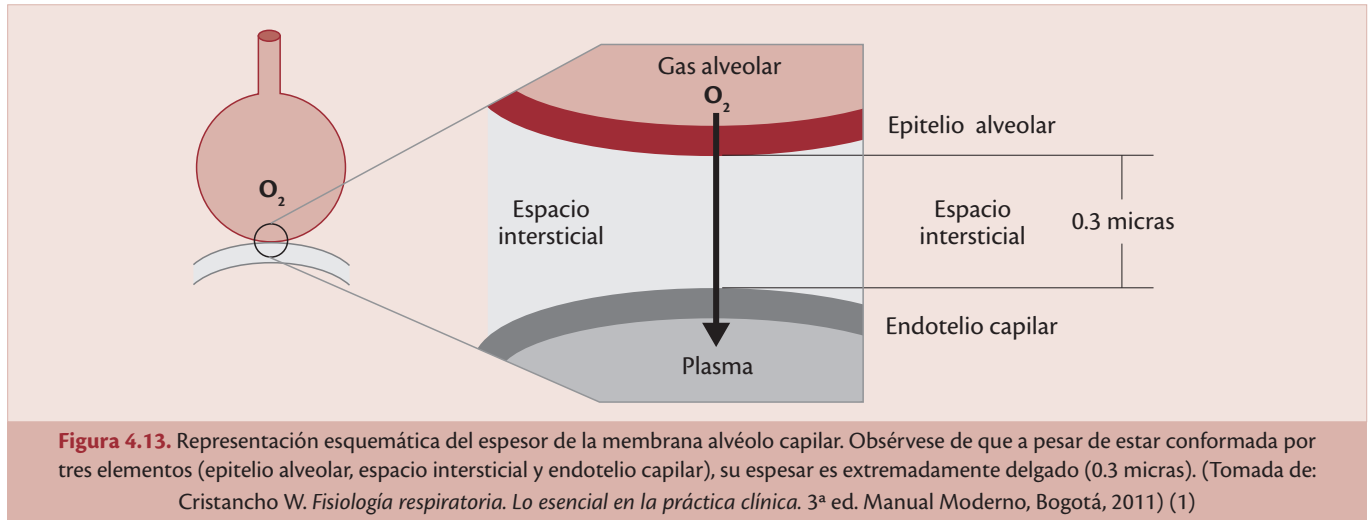 Gas alveolar
O₂
Epitelio alveolar
O₂
Espacio
intersticial
Espacio
intersticial
0.3 micras
Endotelio capilar
Plasma
Figura 4.13. Representación esquemática del espesor de la membrana alvéolo capilar. Obsérvese de que a pesar de estar conformada por
tres elementos (epitelio alveolar, espacio intersticial y endotelio capilar), su espesar es extremadamente delgado (0.3 micras). (Tomada de:
Cristancho W. Fisiología respiratoria. Lo esencial en la práctica clínica. 3ª ed. Manual Moderno, Bogotá, 2011) (1)